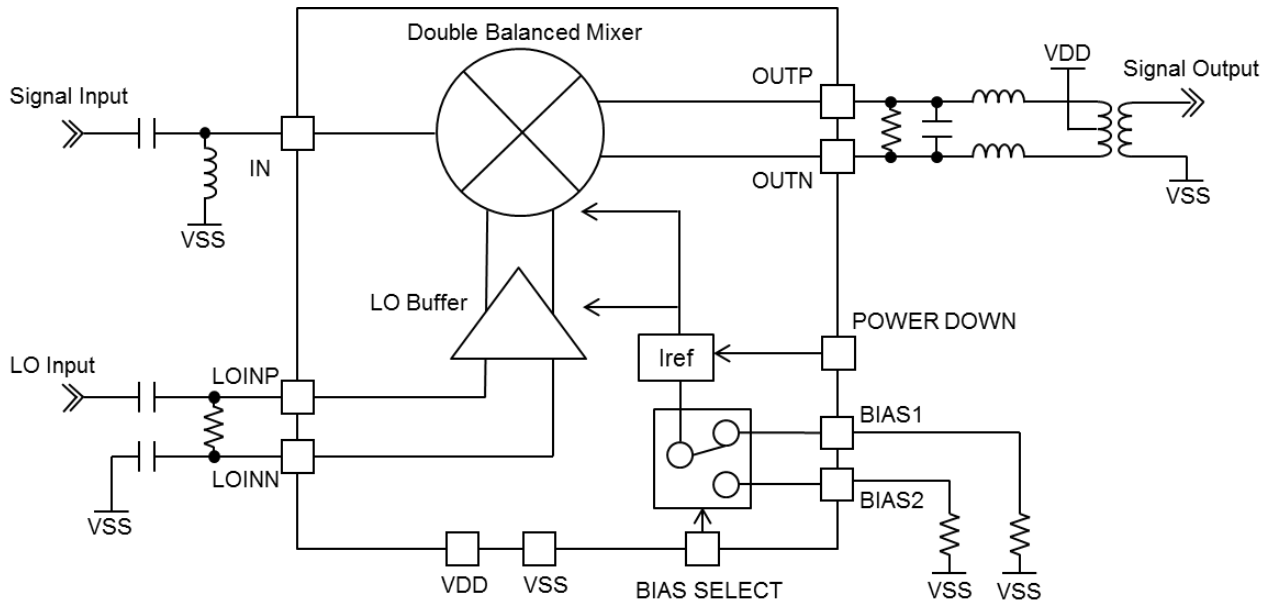 Double Balanced Mixer
Signal Input
IN
VSS
OUTP
OUTN
VDD
Signal Output
VSS
LO Buffer
LO Input
LOINP
LOINN
VSS
POWER DOWN
Iref
BIAS1
BIAS2
VSS
VSS
VDD
VSS
BIAS SELECT